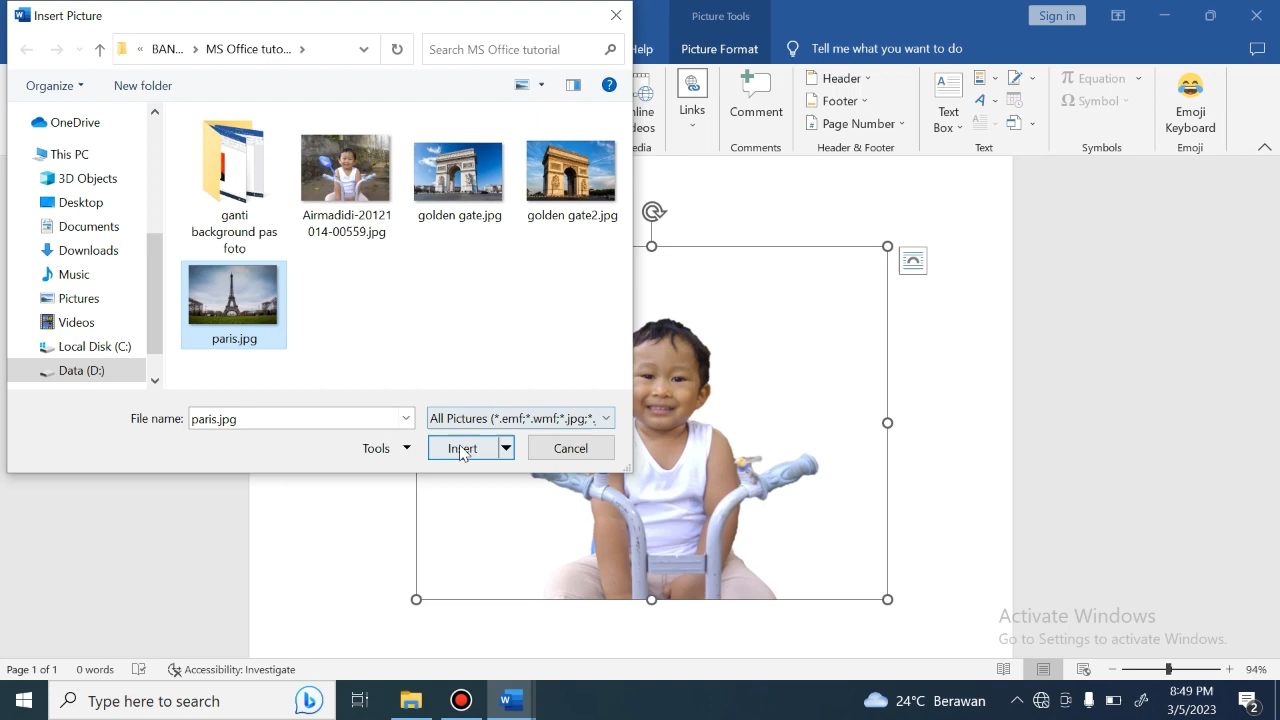 Insert Picture
Picture Tools
Sign in
« BAN... > MS Office tuto... >
Search MS Office tutorial
Help
Picture Format
Tell me what you want to do
Organize
New folder
Links
Comment
Comments
Header
Footer
Page Number
Header & Footer
Text
Box
Text
Equation
Symbol
Symbols
Emoji
Keyboard
Emoji
OneDrive
This PC
3D Objects
Desktop
Documents
Downloads
Music
Pictures
Videos
Local Disk (C:)
Data (D:)
ganti
background pas
foto
Airmadidi-20121
014-00559.jpg
golden gate.jpg
golden gate2.jpg
paris.jpg
File name:
paris.jpg
All Pictures (*.emf;*.wmf;*.jpg;*.
Tools
Insert
Cancel
Activate Windows
Go to Settings to activate Windows.
Page 1 of 1
0 words
Accessibility: Investigate
94%
Type here to search
24°C Berawan
8:49 PM
3/5/2023
2